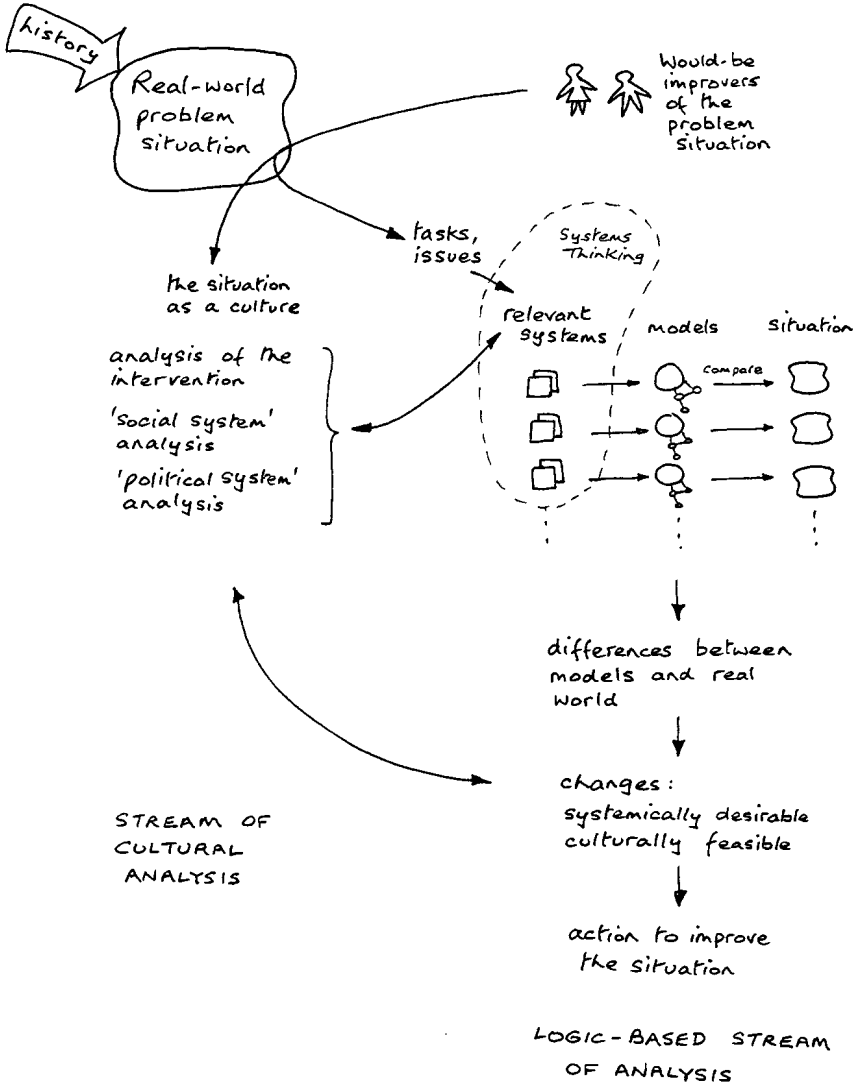 history
Real-world
problem
situation
Would-be
improvers
of the
problem
situation
tasks,
issues
Systems
Thinking
the situation
as a culture
relevant
systems
models
situation
analysis of the
intervention
compare
'social system'
analysis
'political system'
analysis
differences between
models and real
world
changes:
systemically desirable
culturally feasible
STREAM OF
CULTURAL
ANALYSIS
action to improve
the situation
LOGIC-BASED STREAM
OF ANALYSIS